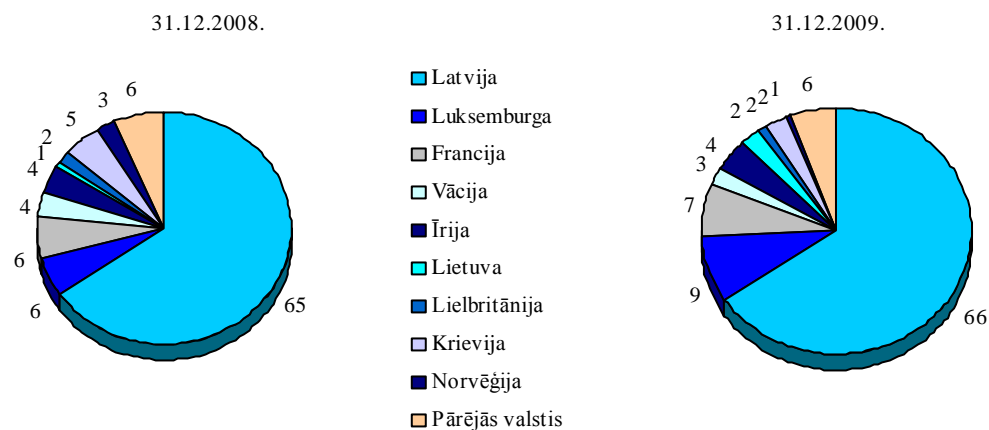 31.12.2008.
31.12.2009.
6
3
5
2
1
4
4
6
6
65
Latvija
Luksemburga
Francija
Vācija
Īrija
Lietuva
Lielbritānija
Krievija
Norvēģija
Pārējās valstis
6
1
2
2
2
4
3
7
9
66